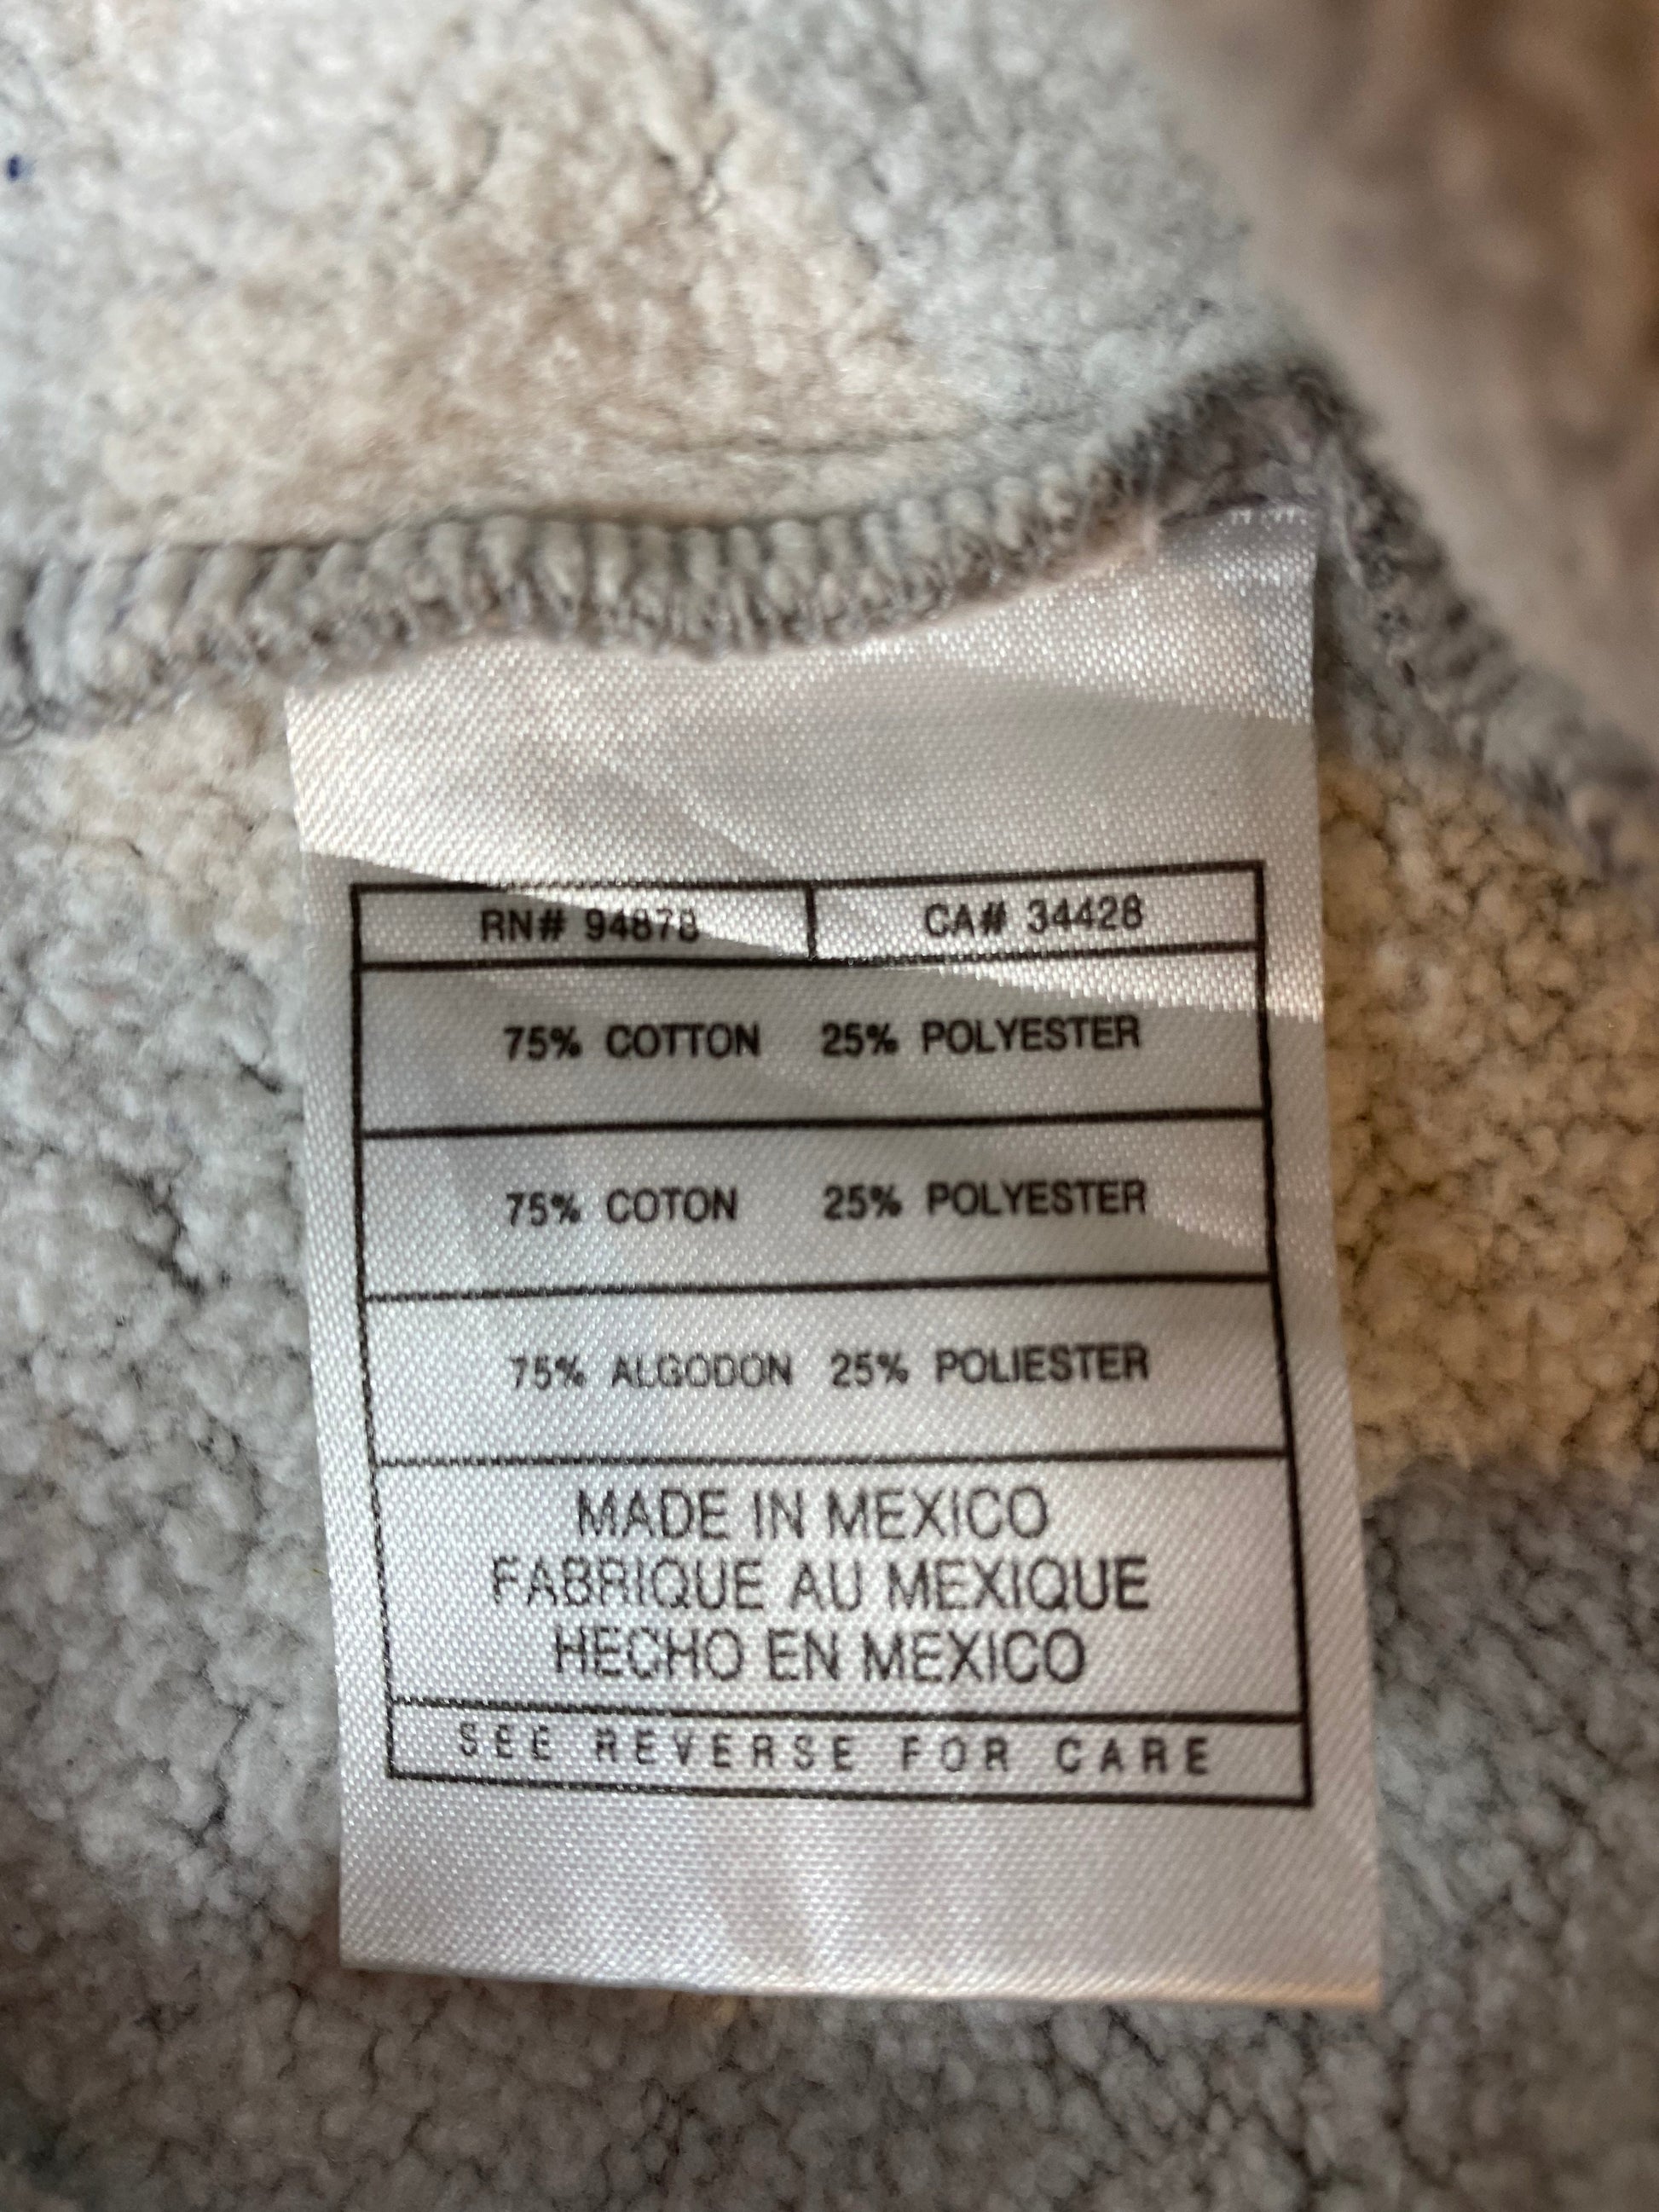 RN# 94878 CA# 34428
75% COTTON 25% POLYESTER
75% COTON 25% POLYESTER
75% ALGODON 25% POLIESTER
MADE IN MEXICO
FABRIQUE AU MEXIQUE
HECHO EN MEXICO
SEE REVERSE FOR CARE